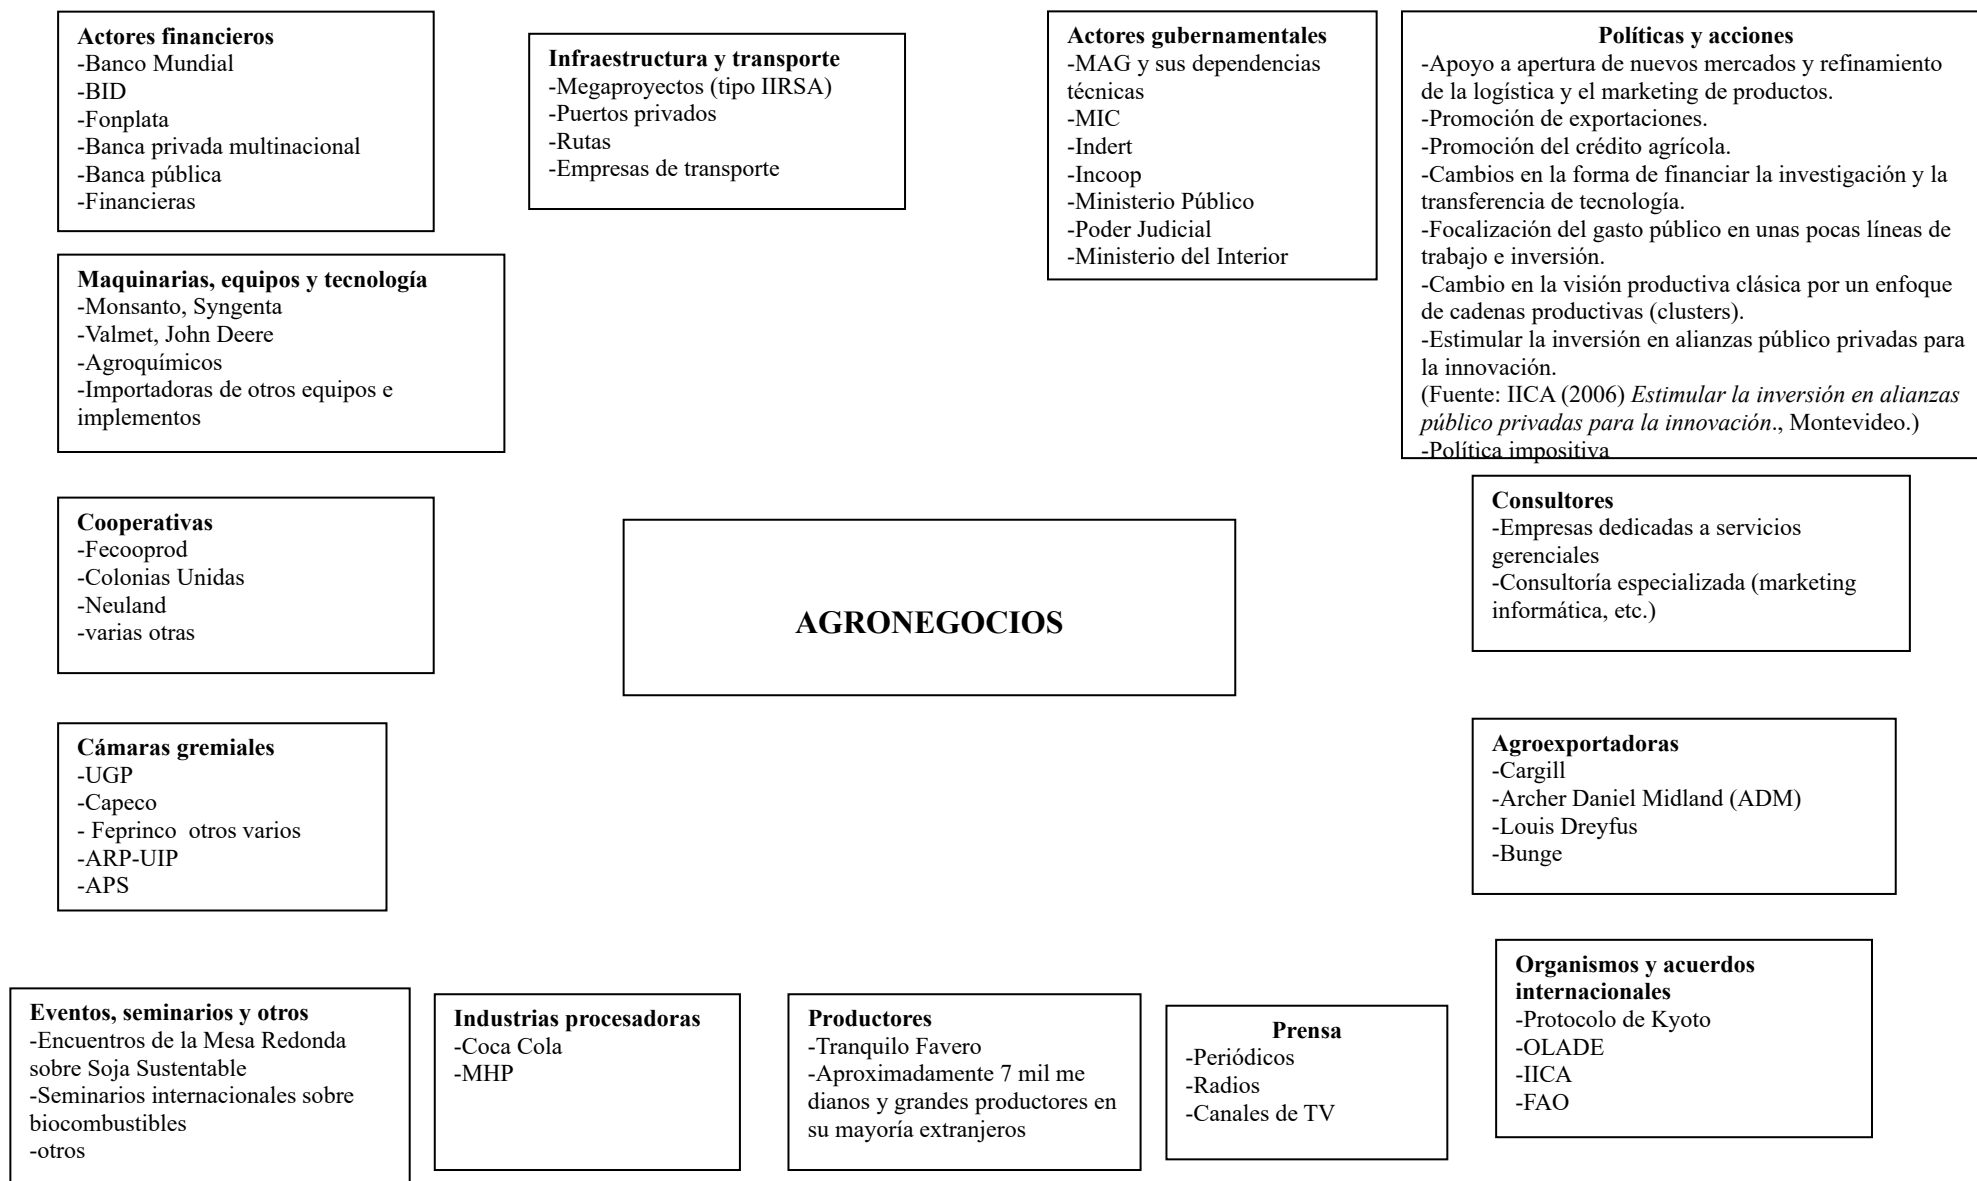 Actores financieros
-Banco Mundial
-BID
-Fonplata
-Banca privada multinacional
-Banca pública
-Financieras
Infraestructura y transporte
-Megaproyectos (tipo IIRSA)
-Puertos privados
-Rutas
-Empresas de transporte
Actores gubernamentales
-MAG y sus dependencias
técnicas
-MIC
-Indert
-Incoop
-Ministerio Público
-Poder Judicial
-Ministerio del Interior
Políticas y acciones
-Apoyo a apertura de nuevos mercados y refinamiento
de la logística y el marketing de productos.
-Promoción de exportaciones.
-Promoción del crédito agrícola.
-Cambios en la forma de financiar la investigación y la
transferencia de tecnología.
-Focalización del gasto público en unas pocas líneas de
trabajo e inversión.
-Cambio en la visión productiva clásica por un enfoque
de cadenas productivas (clusters).
-Estimular la inversión en alianzas público privadas para
la innovación.
(Fuente: IICA (2006) Estimular la inversión en alianzas
público privadas para la innovación., Montevideo.)
-Política impositiva
Maquinarias, equipos y tecnología
-Monsanto, Syngenta
-Valmet, John Deere
-Agroquímicos
-Importadoras de otros equipos e
implementos
Cooperativas
-Fecooprod
-Colonias Unidas
-Neuland
-varias otras
AGRONEGOCIOS
Consultores
-Empresas dedicadas a servicios
gerenciales
-Consultoría especializada (marketing
informática, etc.)
Cámaras gremiales
-UGP
-Capeco
- Feprinco  otros varios
-ARP-UIP
-APS
Agroexportadoras
-Cargill
-Archer Daniel Midland (ADM)
-Louis Dreyfus
-Bunge
Eventos, seminarios y otros
-Encuentros de la Mesa Redonda
sobre Soja Sustentable
-Seminarios internacionales sobre
biocombustibles
-otros
Industrias procesadoras
-Coca Cola
-MHP
Productores
-Tranquilo Favero
-Aproximadamente 7 mil me
dianos y grandes productores en
su mayoría extranjeros
Prensa
-Periódicos
-Radios
-Canales de TV
Organismos y acuerdos
internacionales
-Protocolo de Kyoto
-OLADE
-IICA
-FAO